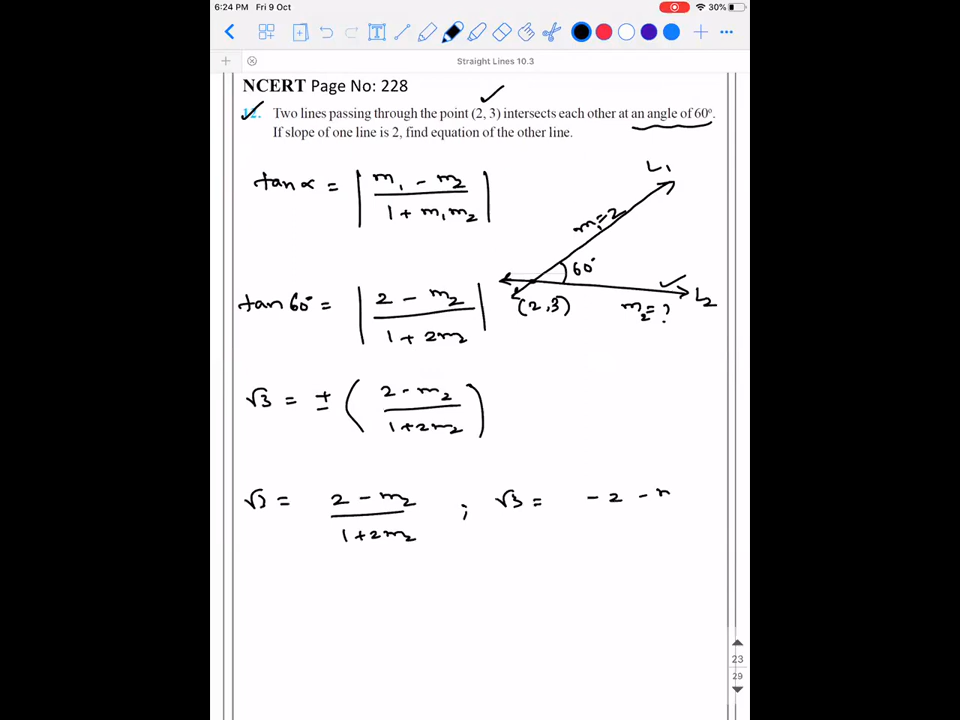 6:24 PM Fri 9 Oct
30%
Straight Lines 10.3
NCERT Page No: 228
12. Two lines passing through the point (2, 3) intersects each other at an angle of 60°.
If slope of one line is 2, find equation of the other line.
tan α = | m₁ - m₂ / 1 + m₁m₂ |
L₁
m₁=2
60°
(2,3)
m₂=?
L₂
tan 60° = | 2 - m₂ / 1 + 2m₂ |
√3 = ± ( 2 - m₂ / 1+2m₂ )
√3 = 2 - m₂ / 1+2m₂ ; √3 = - 2 -
23
29